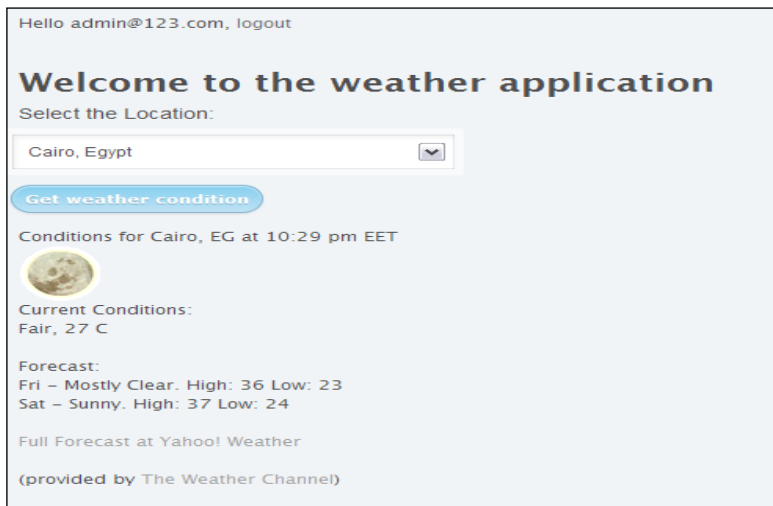 Hello admin@123.com, logout
Welcome to the weather application
Select the Location:
Cairo, Egypt
Get weather condition
Conditions for Cairo, EG at 10:29 pm EET
Current Conditions:
Fair, 27 C
Forecast:
Fri – Mostly Clear. High: 36 Low: 23
Sat – Sunny. High: 37 Low: 24
Full Forecast at Yahoo! Weather
(provided by The Weather Channel)